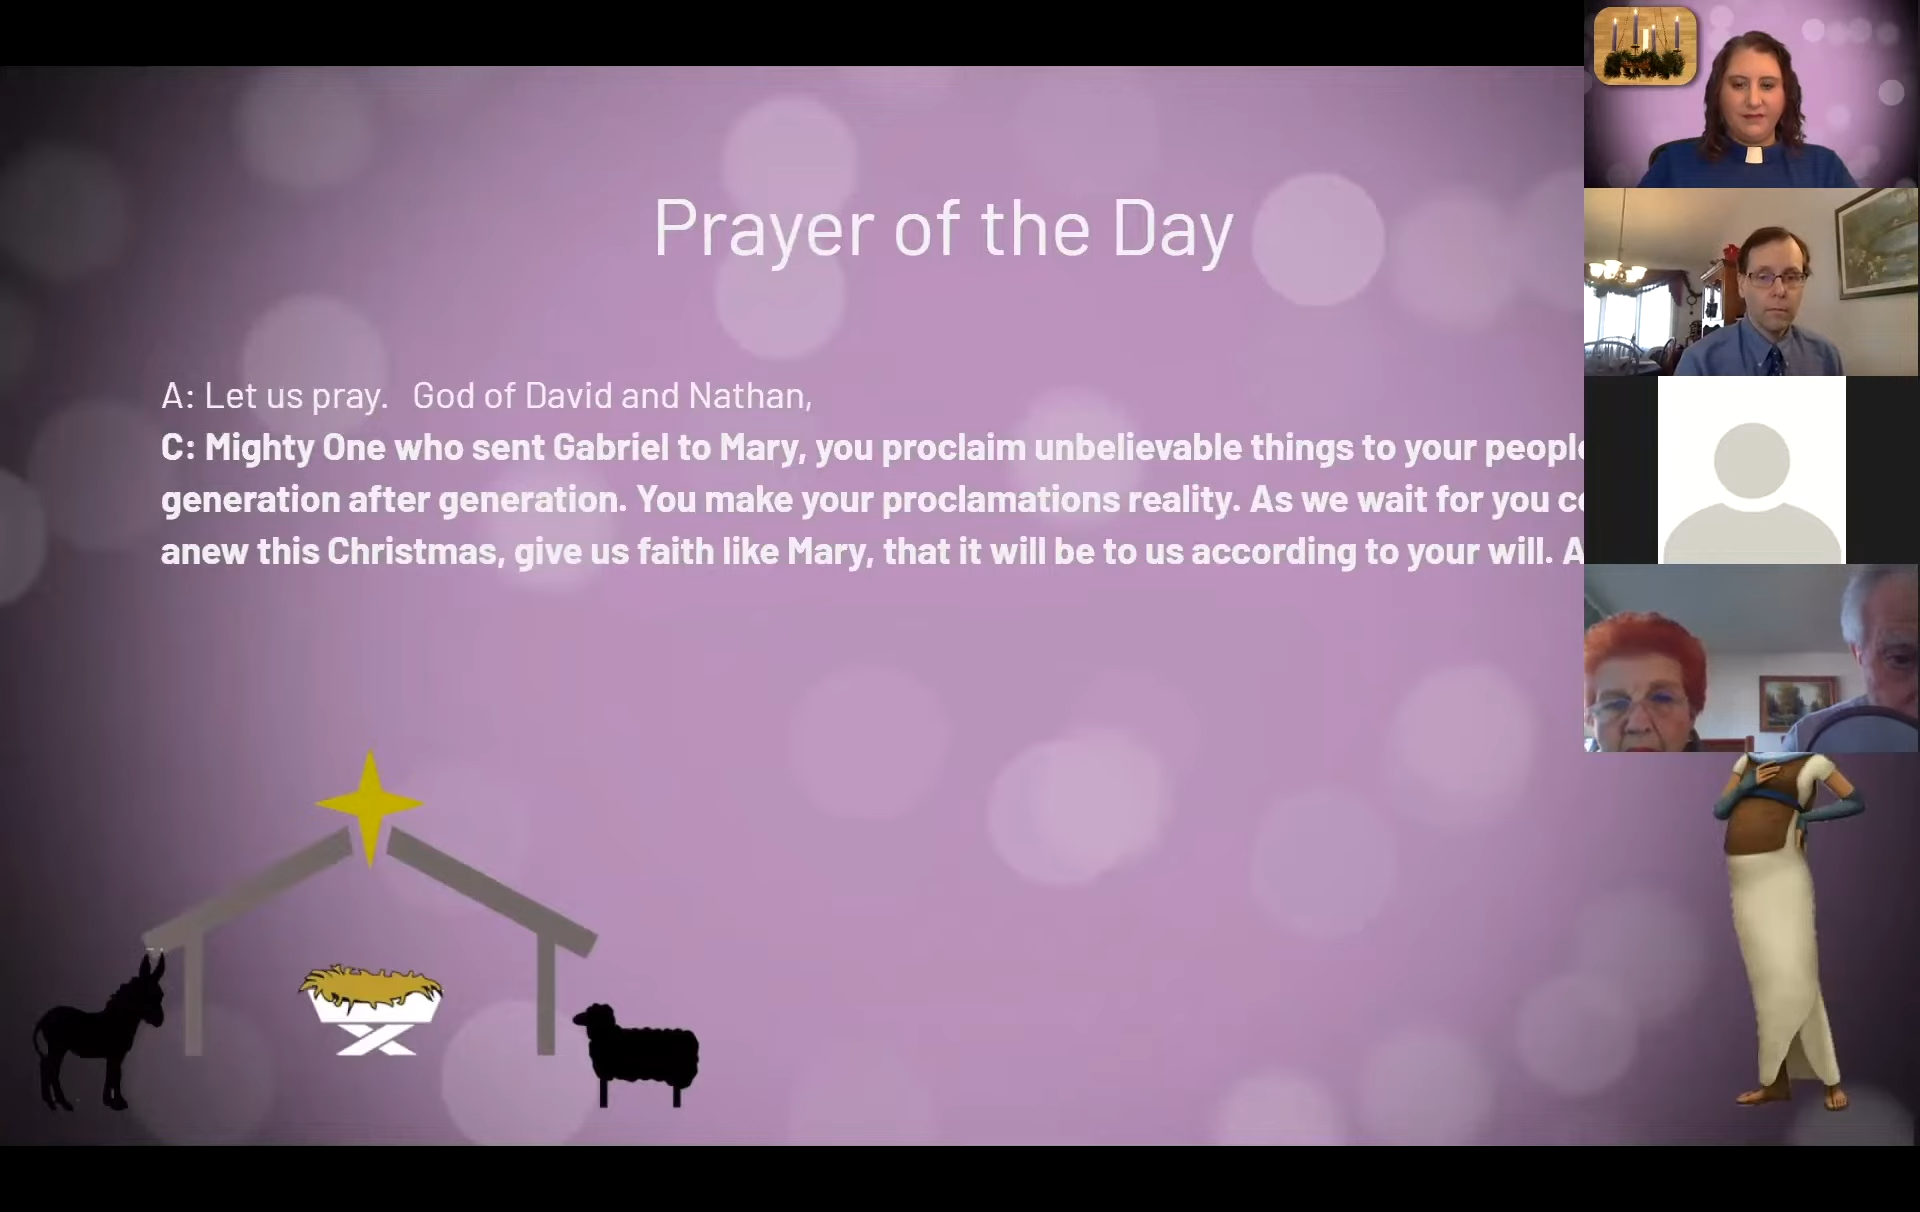 Prayer of the Day
A: Let us pray.   God of David and Nathan,
C: Mighty One who sent Gabriel to Mary, you proclaim unbelievable things to your people
generation after generation. You make your proclamations reality. As we wait for you
anew this Christmas, give us faith like Mary, that it will be to us according to your will.